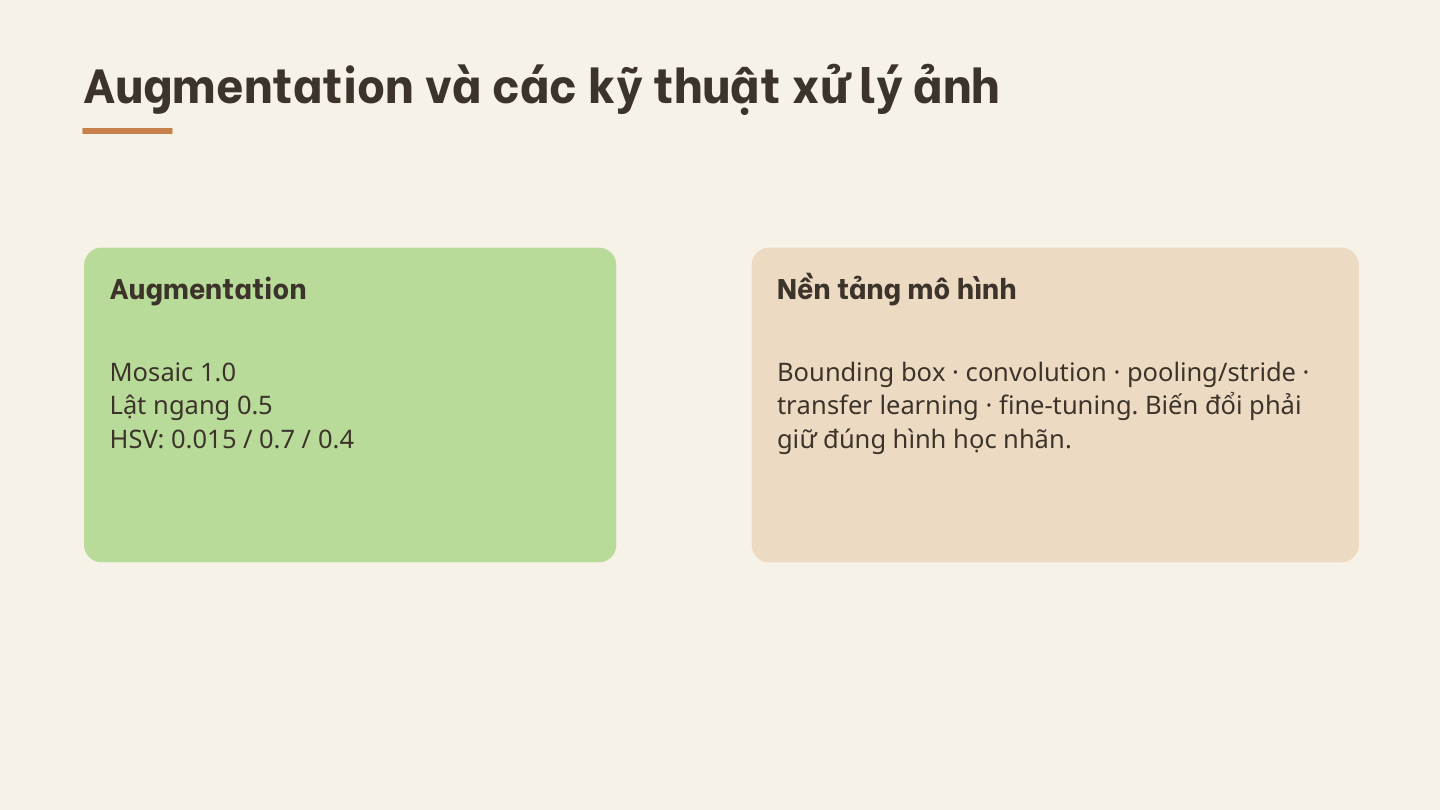 Augmentation và các kỹ thuật xử lý ảnh
Augmentation
Mosaic 1.0
Lật ngang 0.5
HSV: 0.015 / 0.7 / 0.4
Nền tảng mô hình
Bounding box · convolution · pooling/stride ·
transfer learning · fine-tuning. Biến đổi phải
giữ đúng hình học nhãn.